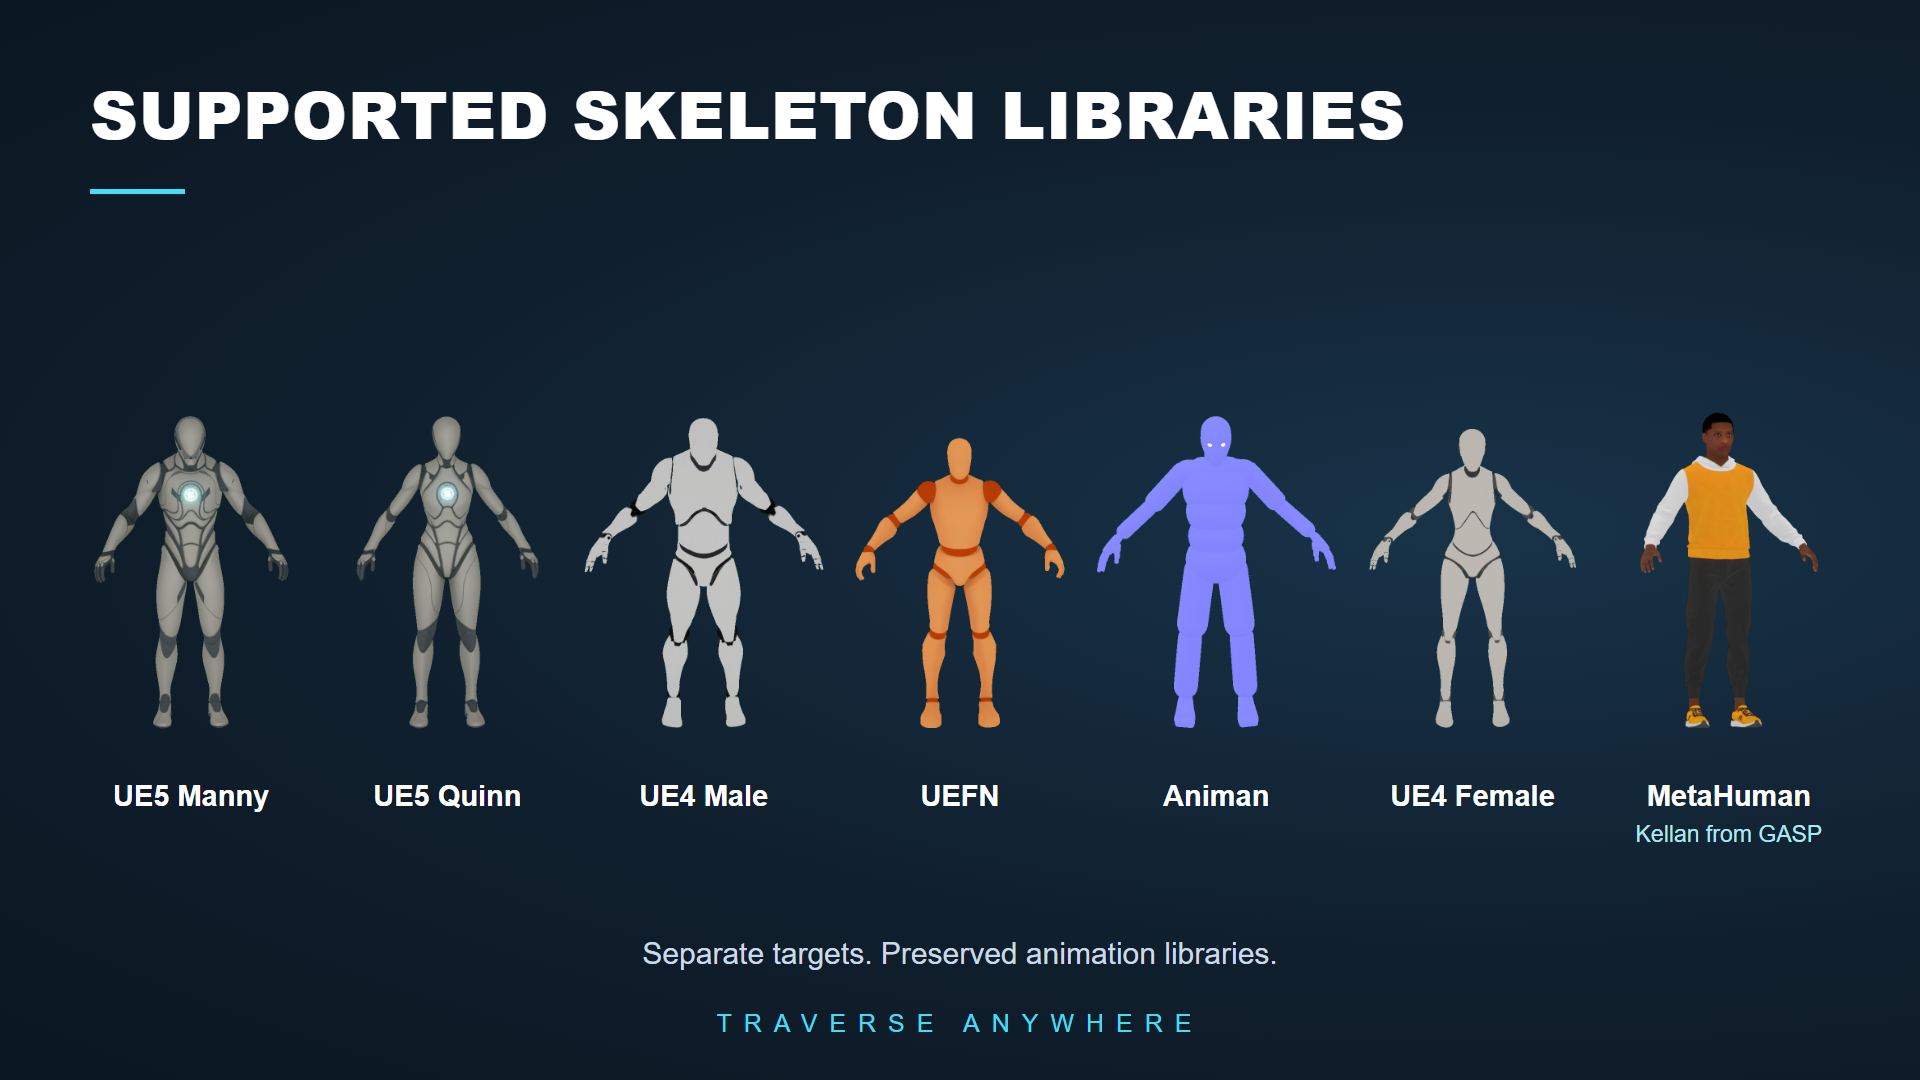 SUPPORTED SKELETON LIBRARIES
UE5 Manny
UE5 Quinn
UE4 Male
UEFN
Animan
UE4 Female
MetaHuman
Kellan from GASP
Separate targets. Preserved animation libraries.
TRAVERSE ANYWHERE